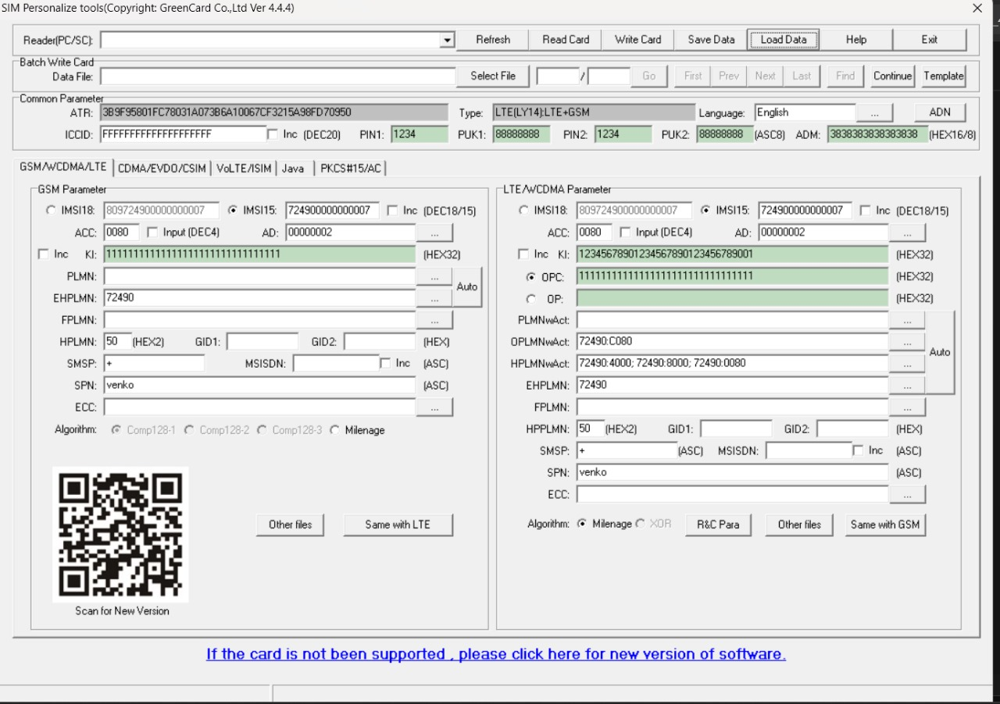 SIM Personalize tools(Copyright: GreenCard Co.,Ltd Ver 4.4.4)
Reader(PC/SC): Refresh Read Card Write Card Save Data Load Data Help Exit
Batch Write Card
Data File: Select File / Go First Prev Next Last Find Continue Template
Common Parameter
ATR: 3B9F95801FC78031A073B6A10067CF3215A98FD70950 Type: LTE(LY14):LTE+GSM Language: English ... ADN
ICCID: FFFFFFFFFFFFFFFFFFFF Inc (DEC20) PIN1: 1234 PUK1: 88888888 PIN2: 1234 PUK2: 88888888 (ASC8) ADM: 3838383838383838 (HEX16/8)
GSM/WCDMA/LTE CDMA/EVDO/CSIM VoLTE/ISIM Java PKCS#15/AC
GSM Parameter
IMSI18: 809724900000000007 IMSI15: 724900000000007 Inc (DEC18/15)
ACC: 0080 Input (DEC4) AD: 00000002 ...
Inc KI: 11111111111111111111111111111111 (HEX32)
PLMN: ...
Auto
EHPLMN: 72490 ...
FPLMN: ...
HPLMN: 50 (HEX2) GID1: GID2: (HEX)
SMSP: + MSISDN: Inc (ASC)
SPN: venko (ASC)
ECC: ...
Algorithm: Comp128-1 Comp128-2 Comp128-3 Milenage
Other files Same with LTE
Scan for New Version
LTE/WCDMA Parameter
IMSI18: 809724900000000007 IMSI15: 724900000000007 Inc (DEC18/15)
ACC: 0080 Input (DEC4) AD: 00000002 ...
Inc KI: 12345678901234567890123456789001 (HEX32)
OPC: 11111111111111111111111111111111 (HEX32)
OP: (HEX32)
PLMNwAct: ...
OPLMNwAct: 72490:C080 ...
Auto
HPLMNwAct: 72490:4000; 72490:8000; 72490:0080 ...
EHPLMN: 72490 ...
FPLMN: ...
HPPLMN: 50 (HEX2) GID1: GID2: (HEX)
SMSP: + (ASC) MSISDN: Inc (ASC)
SPN: venko (ASC)
ECC: ...
Algorithm: Milenage XOR R&C Para Other files Same with GSM
If the card is not been supported , please click here for new version of software.